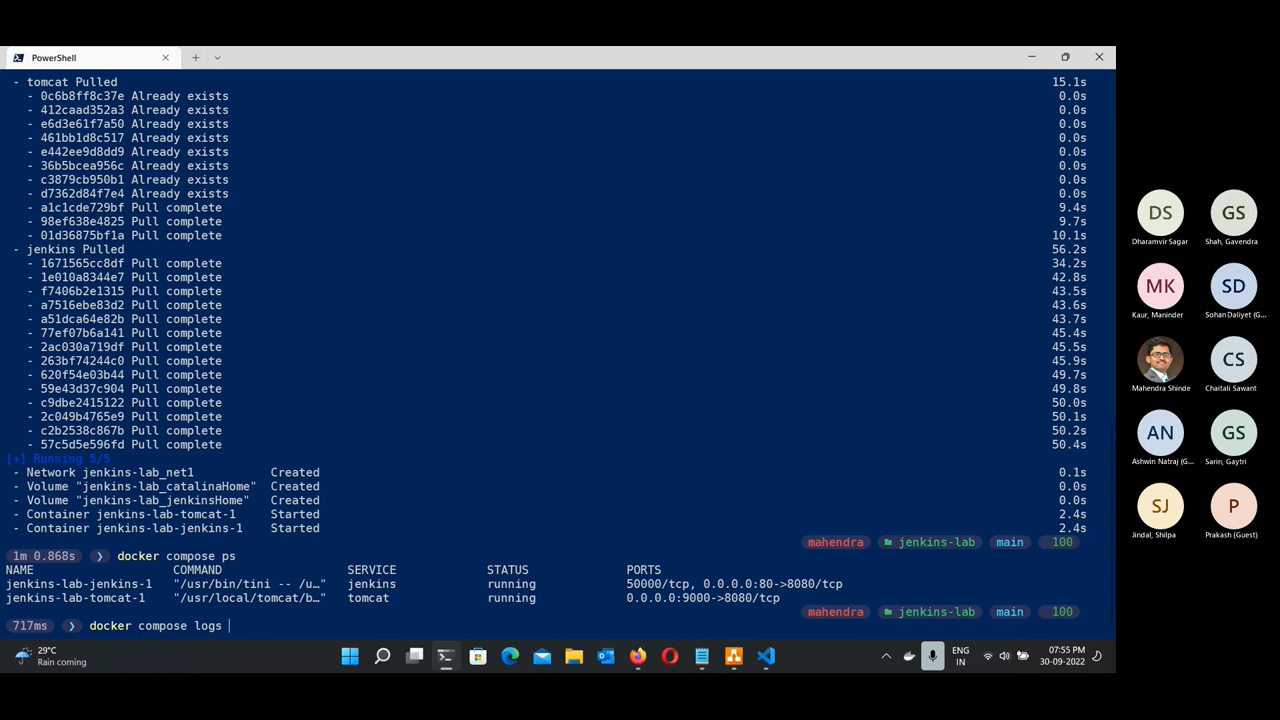 PowerShell
- tomcat Pulled 15.1s
- 0c6b8ff8c37e Already exists 0.0s
- 412caad352a3 Already exists 0.0s
- e6d3e61f7a50 Already exists 0.0s
- 461bb1d8c517 Already exists 0.0s
- e442ee9d8dd9 Already exists 0.0s
- 36b5bcea956c Already exists 0.0s
- c3879cb950b1 Already exists 0.0s
- d7362d84f7e4 Already exists 0.0s
- a1c1cde729bf Pull complete 9.4s
- 98ef638e4825 Pull complete 9.7s
- 01d36875bf1a Pull complete 10.1s
- jenkins Pulled 56.2s
- 1671565cc8df Pull complete 34.2s
- 1e010a8344e7 Pull complete 42.8s
- f7406b2e1315 Pull complete 43.5s
- a7516ebe83d2 Pull complete 43.6s
- a51dca64e82b Pull complete 43.7s
- 77ef07b6a141 Pull complete 45.4s
- 2ac030a719df Pull complete 45.5s
- 263bf74244c0 Pull complete 45.9s
- 620f54e03b44 Pull complete 49.7s
- 59e43d37c904 Pull complete 49.8s
- c9dbe2415122 Pull complete 50.0s
- 2c049b4765e9 Pull complete 50.1s
- c2b2538c867b Pull complete 50.2s
- 57c5d5e596fd Pull complete 50.4s
[+] Running 5/5
- Network jenkins-lab_net1 Created 0.1s
- Volume "jenkins-lab_catalinaHome" Created 0.0s
- Volume "jenkins-lab_jenkinsHome" Created 0.0s
- Container jenkins-lab-tomcat-1 Started 2.4s
- Container jenkins-lab-jenkins-1 Started 2.4s
mahendra jenkins-lab main 100
1m 0.868s ❯ docker compose ps
NAME COMMAND SERVICE STATUS PORTS
jenkins-lab-jenkins-1 "/usr/bin/tini -- /u…" jenkins running 50000/tcp, 0.0.0.0:80->8080/tcp
jenkins-lab-tomcat-1 "/usr/local/tomcat/b…" tomcat running 0.0.0.0:9000->8080/tcp
mahendra jenkins-lab main 100
717ms ❯ docker compose logs
29°C
Rain coming
ENG
IN
07:55 PM
30-09-2022
DS GS
Dharamvir Sagar Shah, Gavendra
MK SD
Kaur, Maninder Sohan Daliyet (G...
CS
Mahendra Shinde Chaitali Sawant
AN GS
Ashwin Natraj (G... Sarin, Gaytri
SJ P
Jindal, Shilpa Prakash (Guest)